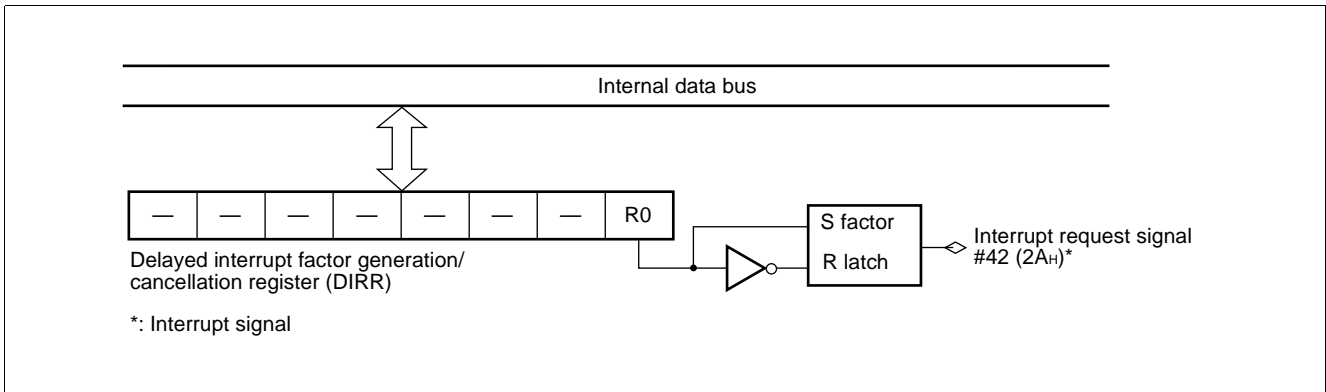 Internal data bus
— — — — — — — R0
S factor
R latch
Interrupt request signal
#42 (2AH)*
Delayed interrupt factor generation/
cancellation register (DIRR)
*: Interrupt signal